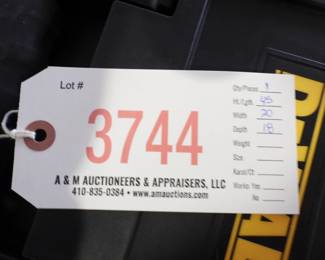 Lot #
3744
A & M AUCTIONEERS & APPRAISERS, LLC
410-835-0384 • www.amauctions.com
Qty/Pieces 1
Ht./Lgth. 45
Width 20
Depth 18
Weight
Size
Karat/Ct.
Works: Yes
No